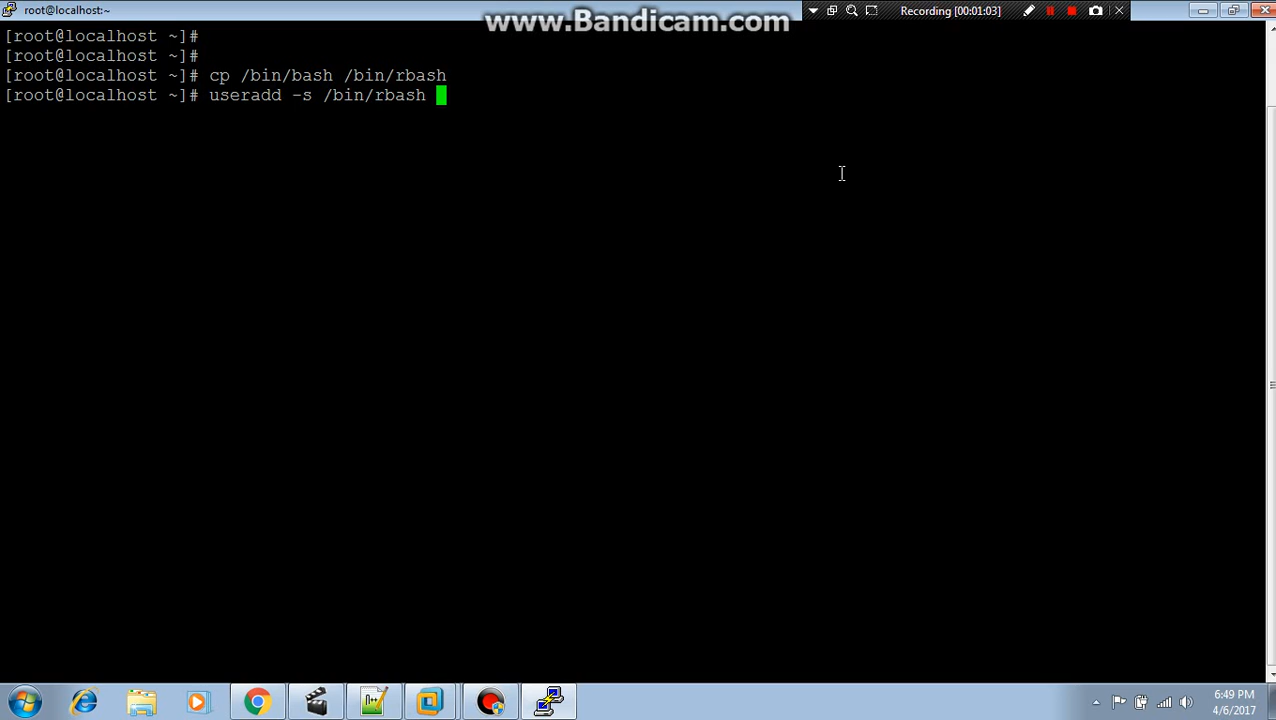 root@localhost:~
www.Bandicam.com
Recording [00:01:03]
[root@localhost ~]#
[root@localhost ~]#
[root@localhost ~]# cp /bin/bash /bin/rbash
[root@localhost ~]# useradd -s /bin/rbash
6:49 PM
4/6/2017